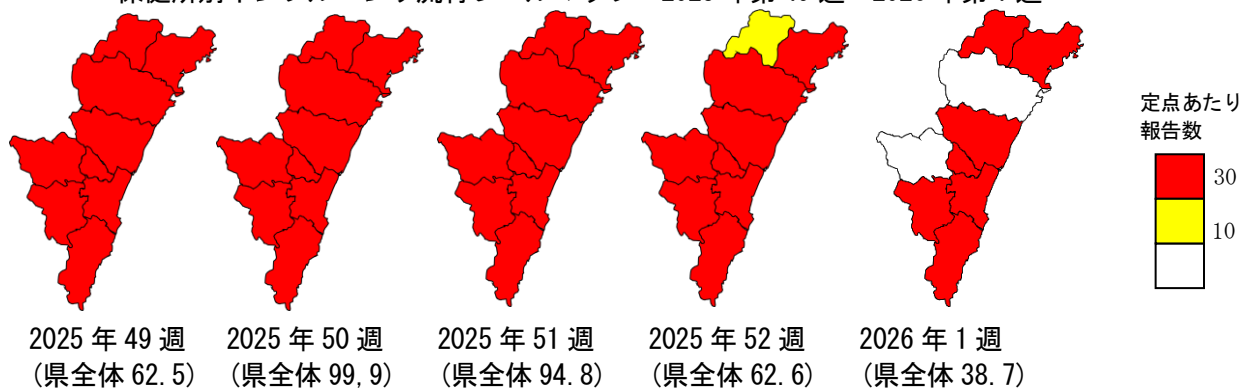 定点あたり
報告数
30
10
2025 年 49 週
(県全体 62.5)
2025 年 50 週
(県全体 99,9)
2025 年 51 週
(県全体 94.8)
2025 年 52 週
(県全体 62.6)
2026 年 1 週
(県全体 38.7)